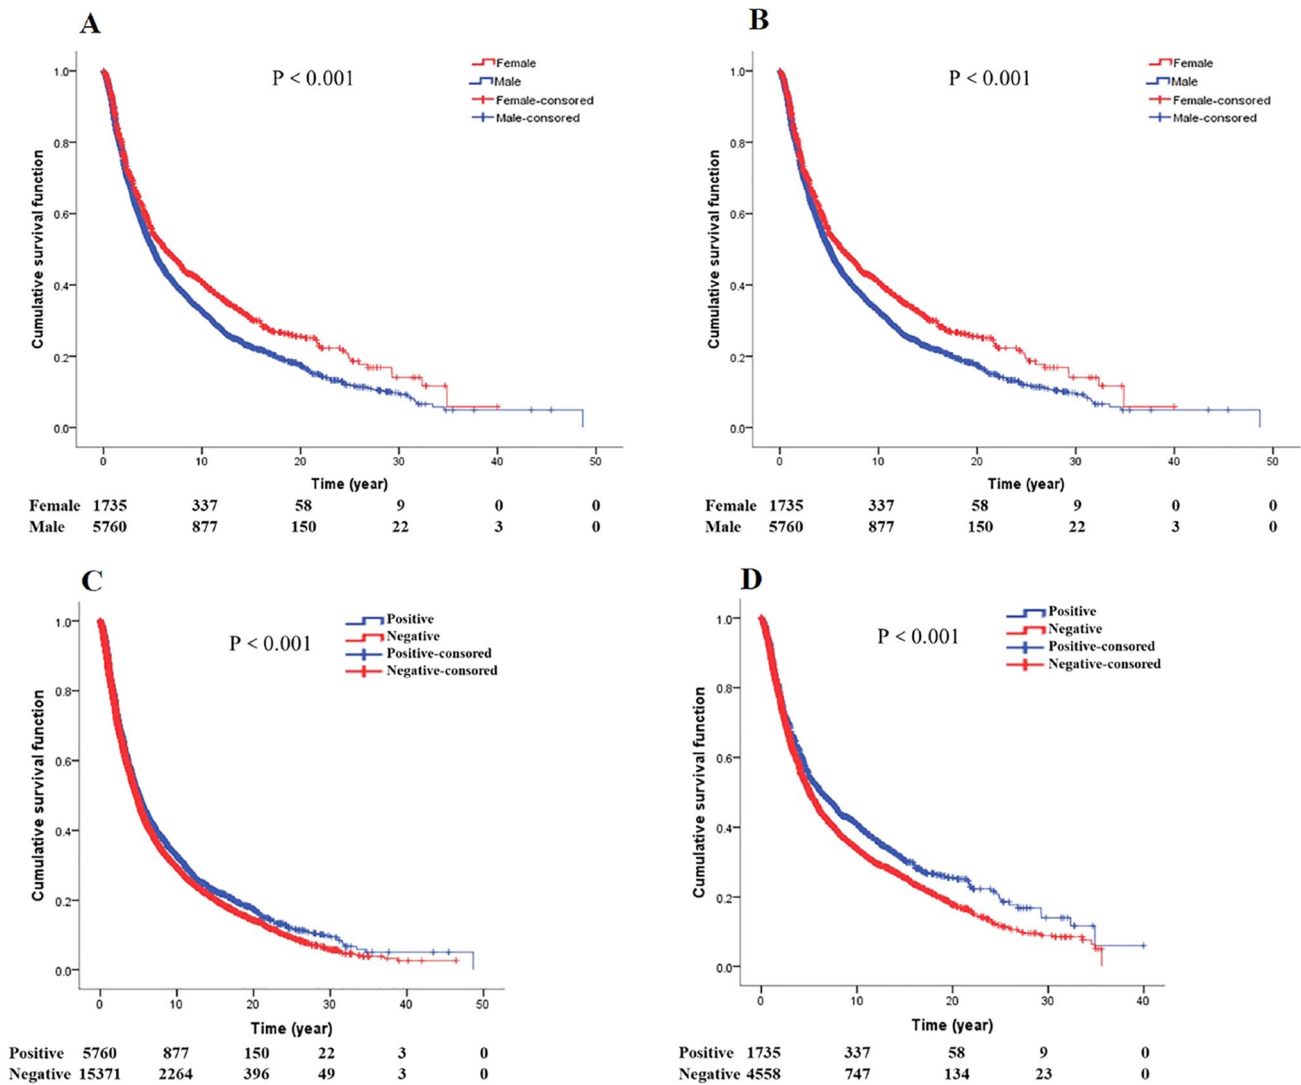 A
P < 0.001
Female
Male
Female-consored
Male-consored
Cumulative survival function
1.0
0.8
0.6
0.4
0.2
0.0
0 10 20 30 40 50
Time (year)
Female 1735 337 58 9 0 0
Male 5760 877 150 22 3 0
B
P < 0.001
Female
Male
Female-consored
Male-consored
Cumulative survival function
1.0
0.8
0.6
0.4
0.2
0.0
0 10 20 30 40 50
Time (year)
Female 1735 337 58 9 0 0
Male 5760 877 150 22 3 0
C
P < 0.001
Positive
Negative
Positive-consored
Negative-consored
Cumulative survival function
1.0
0.8
0.6
0.4
0.2
0.0
0 10 20 30 40 50
Time (year)
Positive 5760 877 150 22 3 0
Negative 15371 2264 396 49 3 0
D
P < 0.001
Positive
Negative
Positive-consored
Negative-consored
Cumulative survival function
1.0
0.8
0.6
0.4
0.2
0.0
0 10 20 30 40
Time (year)
Positive 1735 337 58 9 0
Negative 4558 747 134 23 0